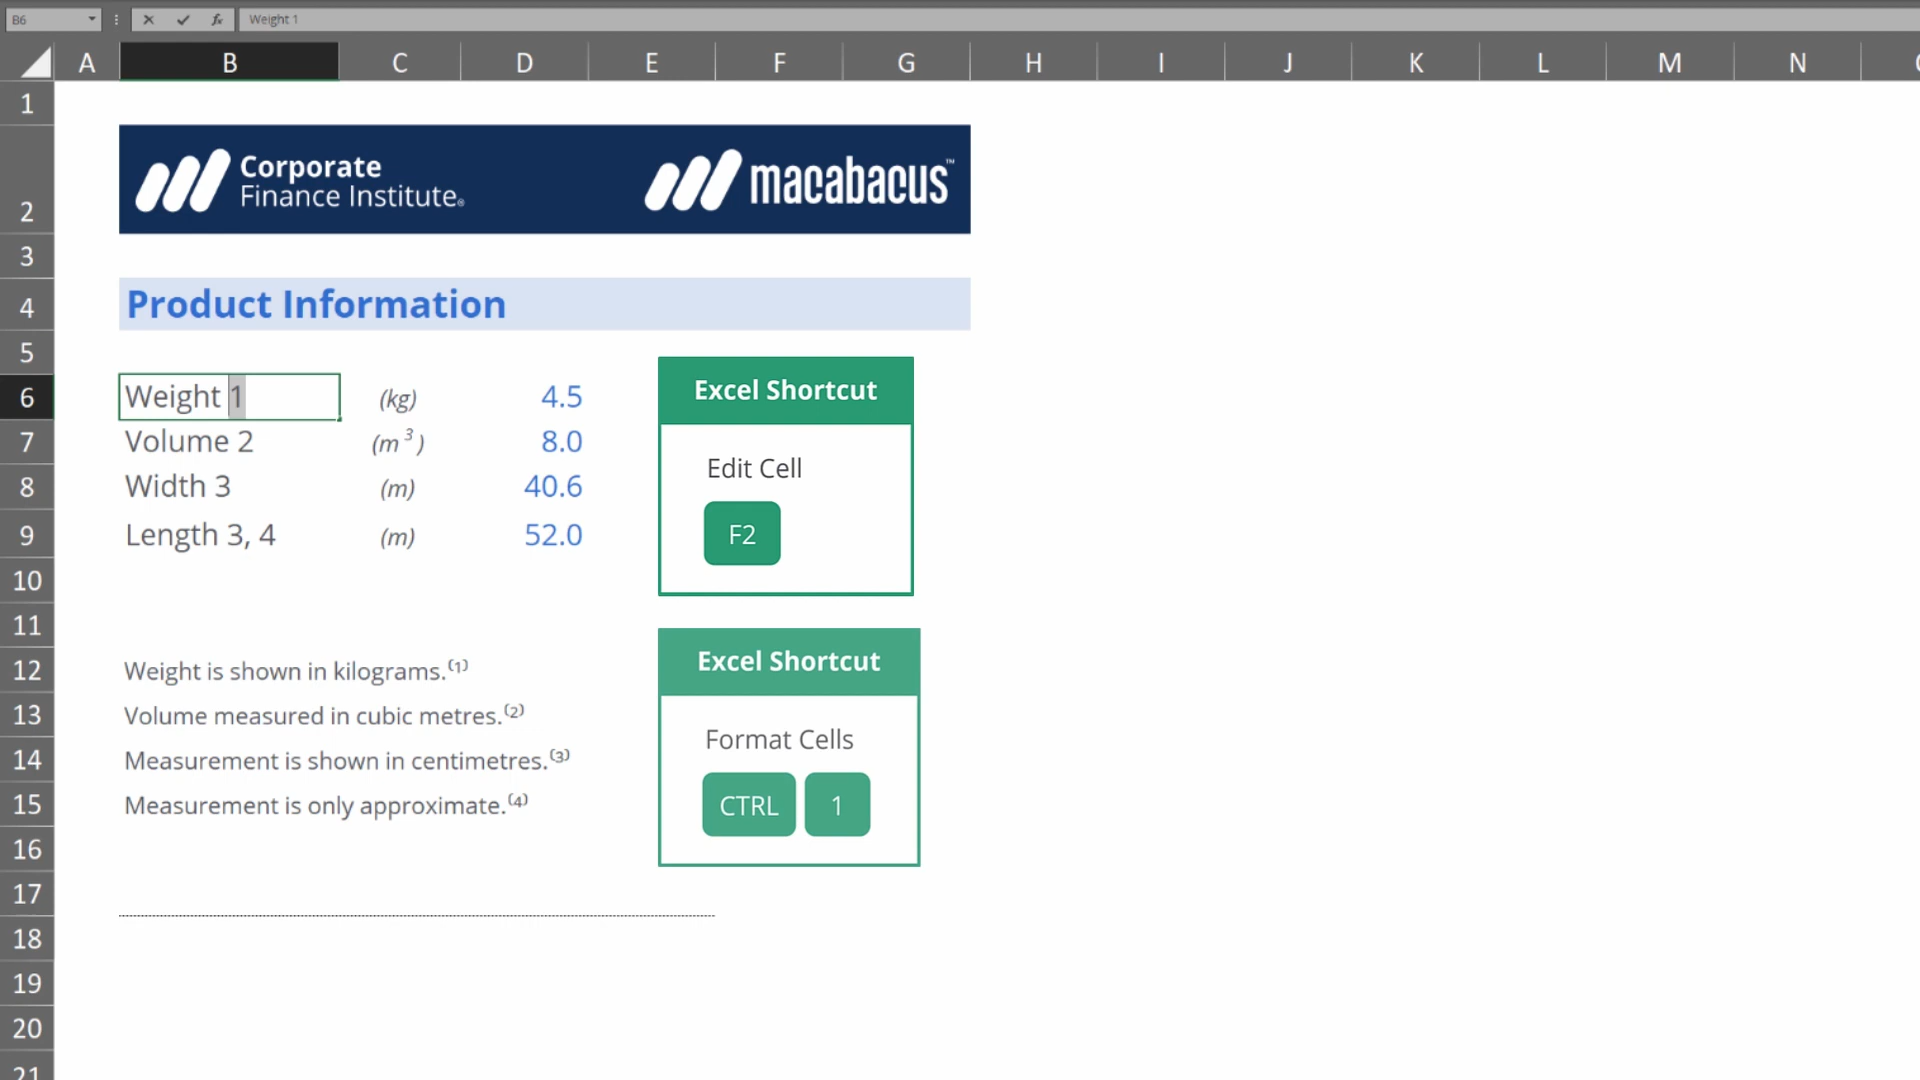 B6
fx
Weight 1
A B C D E F G H I J K L M N
1
Corporate
Finance Institute®
macabacus™
2
3
4 Product Information
5
6 Weight 1 (kg) 4.5
7 Volume 2 (m³) 8.0
8 Width 3 (m) 40.6
9 Length 3, 4 (m) 52.0
10
11
12 Weight is shown in kilograms.⁽¹⁾
13 Volume measured in cubic metres.⁽²⁾
14 Measurement is shown in centimetres.⁽³⁾
15 Measurement is only approximate.⁽⁴⁾
16
17
18
19
20
21
Excel Shortcut
Edit Cell
F2
Excel Shortcut
Format Cells
CTRL 1